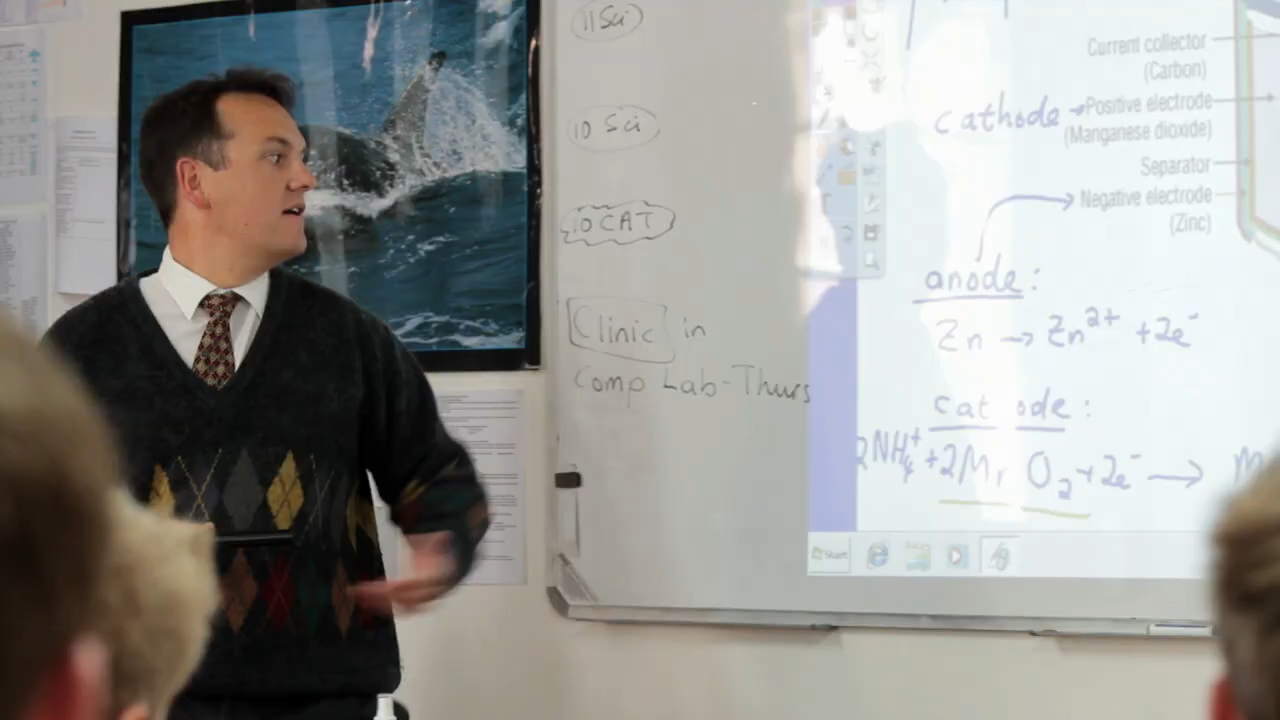 11 Sci
10 Sci
10 CAT
Clinic in
Comp Lab-Thurs
Current collector
(Carbon)
cathode → Positive electrode
(Manganese dioxide)
Separator
Negative electrode
(Zinc)
anode:
Zn → Zn²⁺ +2e⁻
cat ode:
2NH₄⁺ +2Mn O₂ +2e⁻ → M
Start